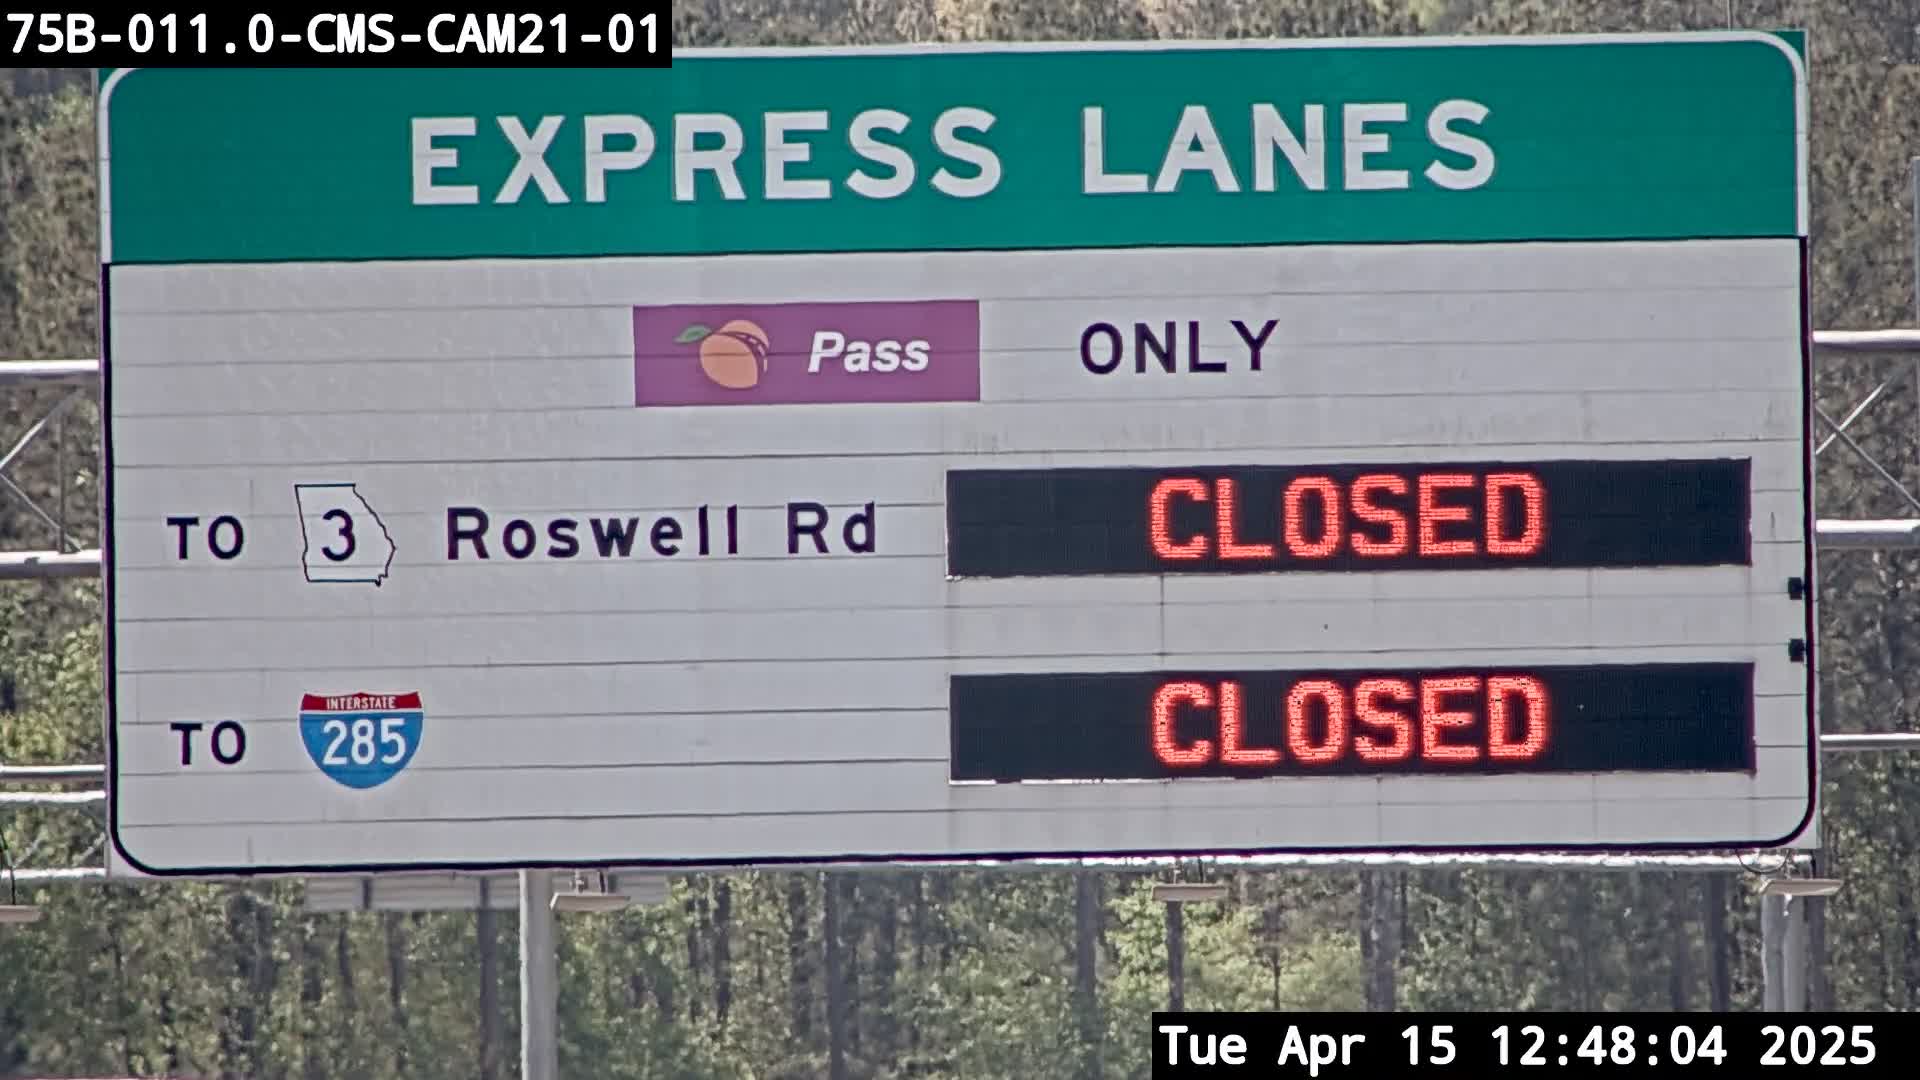 75B-011.0-CMS-CAM21-01
EXPRESS LANES
Pass ONLY
TO 3 Roswell Rd CLOSED
INTERSTATE
TO 285 CLOSED
Tue Apr 15 12:48:04 2025